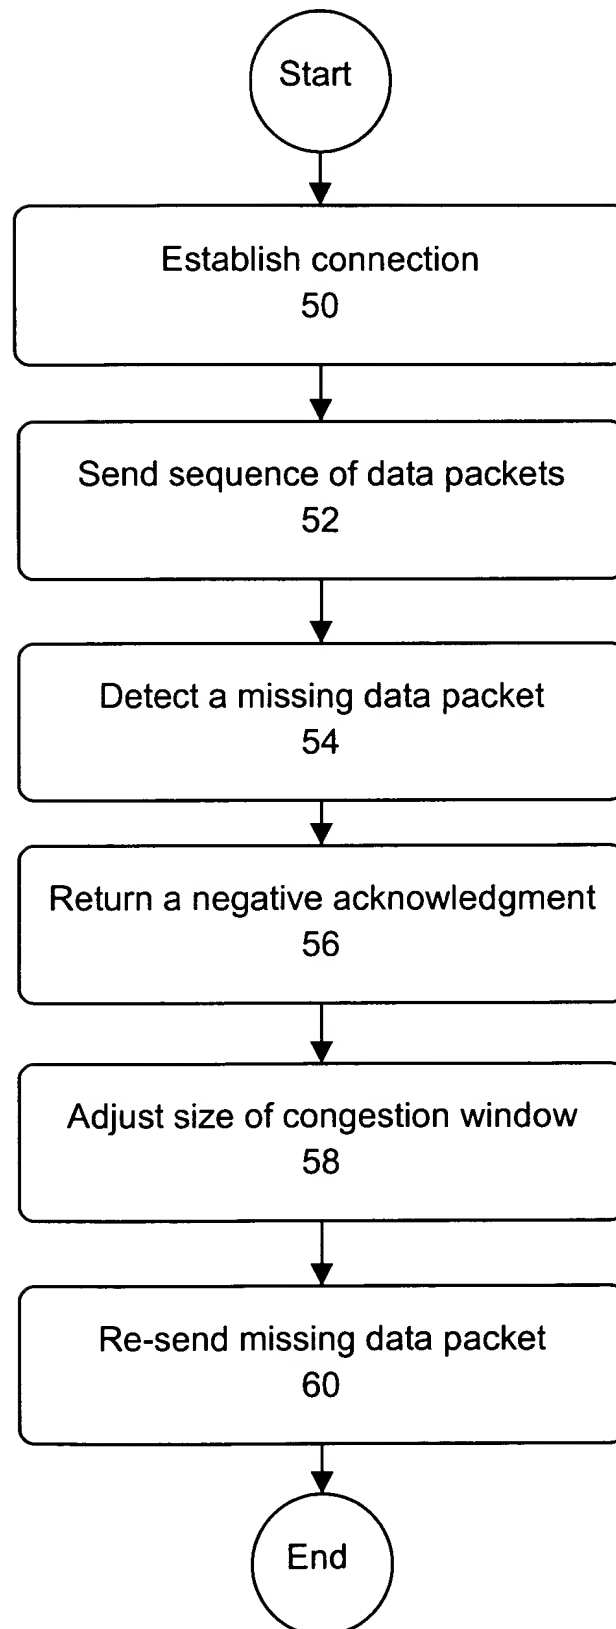 Start
Establish connection
50
Send sequence of data packets
52
Detect a missing data packet
54
Return a negative acknowledgment
56
Adjust size of congestion window
58
Re-send missing data packet
60
End